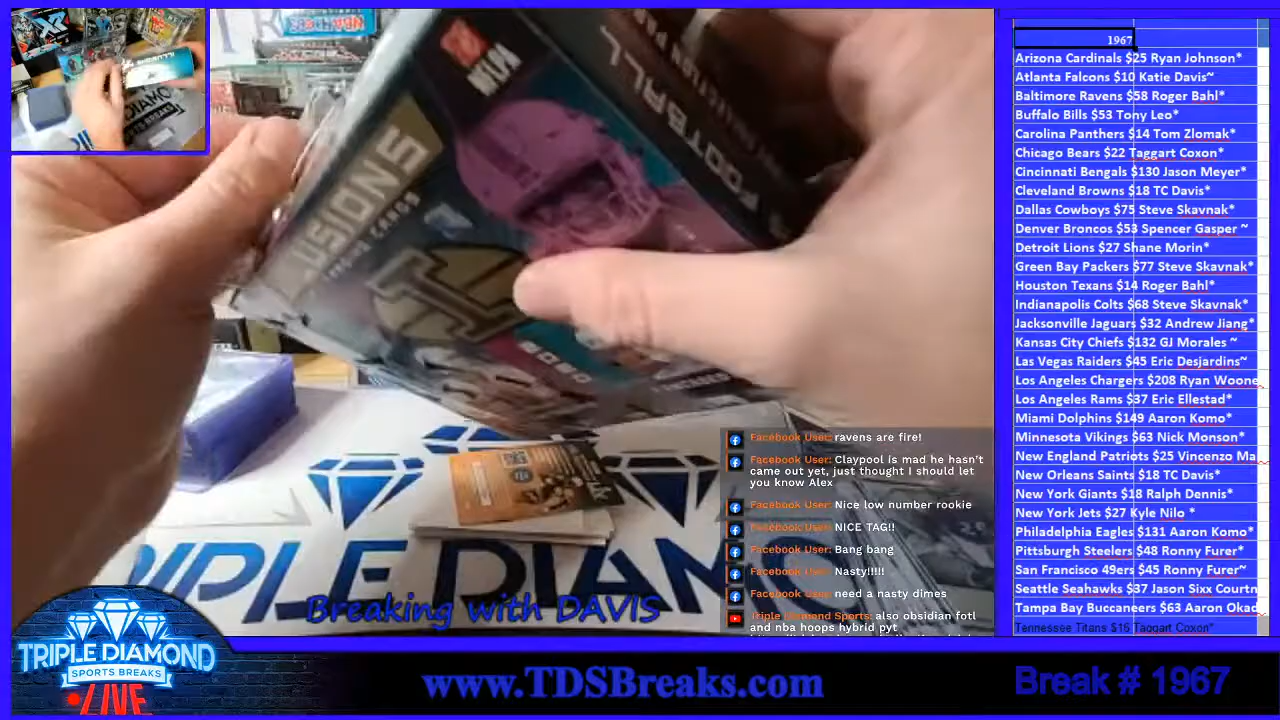 1967
Arizona Cardinals $25 Ryan Johnson*
Atlanta Falcons $10 Katie Davis~
Baltimore Ravens $58 Roger Bahl*
Buffalo Bills $53 Tony Leo*
Carolina Panthers $14 Tom Zlomak*
Chicago Bears $22 Taggart Coxon*
Cincinnati Bengals $130 Jason Meyer*
Cleveland Browns $18 TC Davis*
Dallas Cowboys $75 Steve Skavnak*
Denver Broncos $53 Spencer Gasper ~
Detroit Lions $27 Shane Morin*
Green Bay Packers $77 Steve Skavnak*
Houston Texans $14 Roger Bahl*
Indianapolis Colts $68 Steve Skavnak*
Jacksonville Jaguars $32 Andrew Jiang*
Kansas City Chiefs $132 GJ Morales ~
Las Vegas Raiders $45 Eric Desjardins~
Los Angeles Chargers $208 Ryan Woone
Los Angeles Rams $37 Eric Ellestad*
Miami Dolphins $149 Aaron Komo*
Minnesota Vikings $63 Nick Monson*
New England Patriots $25 Vincenzo Ma
New Orleans Saints $18 TC Davis*
New York Giants $18 Ralph Dennis*
New York Jets $27 Kyle Nilo *
Philadelphia Eagles $131 Aaron Komo*
Pittsburgh Steelers $48 Ronny Furer*
San Francisco 49ers $45 Ronny Furer~
Seattle Seahawks $37 Jason Six Courtn
Tampa Bay Buccaneers $63 Aaron Okad
Tennessee Titans $16 Taggart Coxon*
NFLPA
FOOTBALL
USIONS
TRADING CARDS
Facebook User: ravens are fire!
Facebook User: Claypool is mad he hasn't
came out yet, just thought I should let
you know Alex
Facebook User: Nice low number rookie
Facebook User: NICE TAG!!
Facebook User: Bang bang
Facebook User: Nasty!!!!!
Facebook User: need a nasty dimes
Triple Diamond Sports: also obsidian fotl
and nba hoops hybrid pyt
IPLE DIAM
Breaking with DAVIS
TRIPLE DIAMOND
SPORTS BREAKS
LIVE
www.TDSBreaks.com
Break # 1967